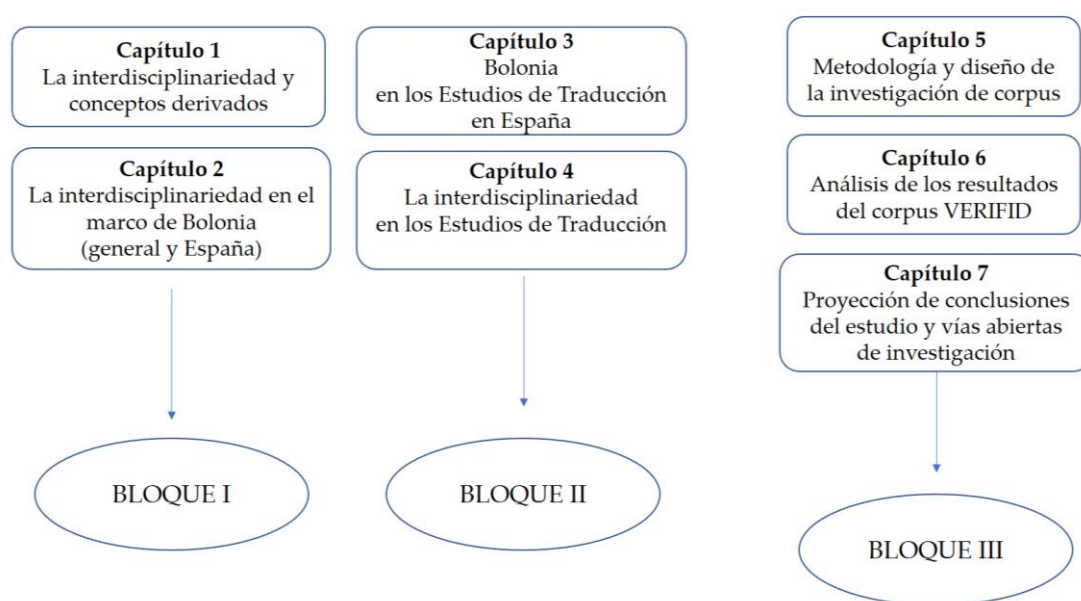 Capítulo 1
La interdisciplinariedad y
conceptos derivados
Capítulo 2
La interdisciplinariedad en el
marco de Bolonia
(general y España)
BLOQUE I
Capítulo 3
Bolonia
en los Estudios de Traducción
en España
Capítulo 4
La interdisciplinariedad
en los Estudios de Traducción
BLOQUE II
Capítulo 5
Metodología y diseño de
la investigación de corpus
Capítulo 6
Análisis de los resultados
del corpus VERIFID
Capítulo 7
Proyección de conclusiones
del estudio y vías abiertas
de investigación
BLOQUE III